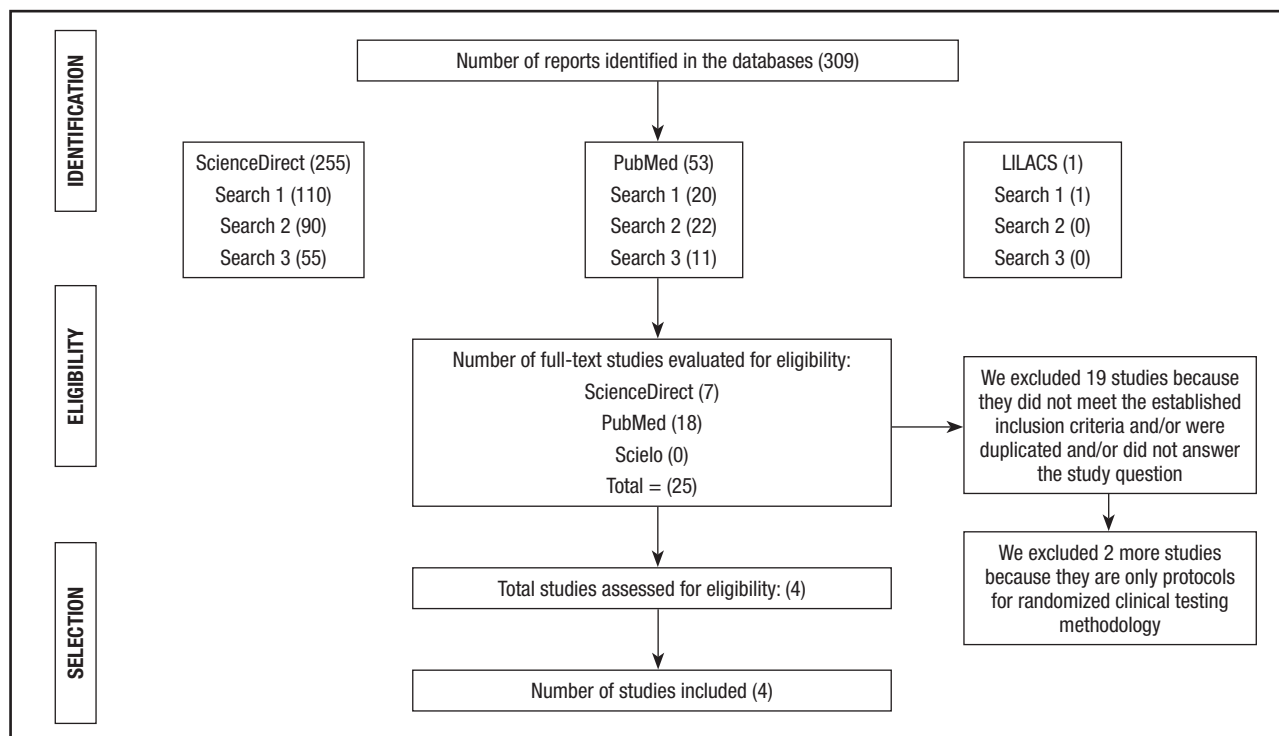 IDENTIFICATION
Number of reports identified in the databases (309)
ScienceDirect (255)
Search 1 (110)
Search 2 (90)
Search 3 (55)
PubMed (53)
Search 1 (20)
Search 2 (22)
Search 3 (11)
LILACS (1)
Search 1 (1)
Search 2 (0)
Search 3 (0)
ELIGIBILITY
Number of full-text studies evaluated for eligibility:
ScienceDirect (7)
PubMed (18)
Scielo (0)
Total = (25)
We excluded 19 studies because
they did not meet the established
inclusion criteria and/or were
duplicated and/or did not answer
the study question
We excluded 2 more studies
because they are only protocols
for randomized clinical testing
methodology
SELECTION
Total studies assessed for eligibility: (4)
Number of studies included (4)